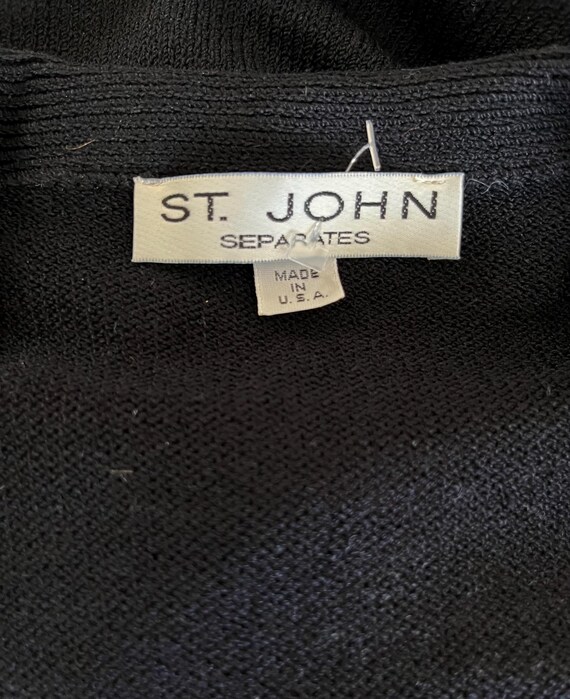 ST. JOHN
SEPARATES
MADE
IN
U.S.A.